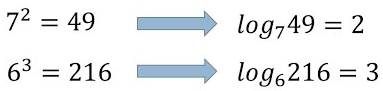 7² = 49 log₇49 = 2
6³ = 216 log₆216 = 3